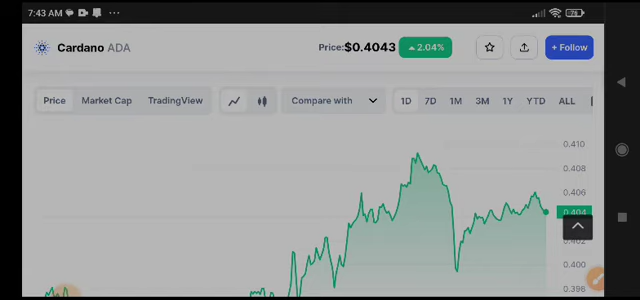 7:43 AM
76
Cardano ADA
Price:$0.4043
2.04%
+ Follow
Price Market Cap TradingView
Compare with
1D 7D 1M 3M 1Y YTD ALL
0.410
0.408
0.406
0.404
0.402
0.400
0.398